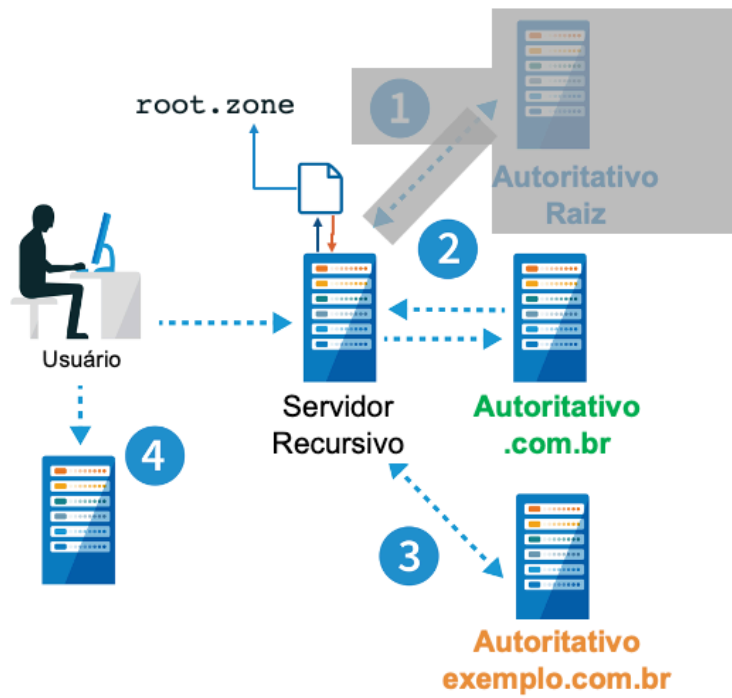 root.zone
1
Autoritativo
Raiz
2
Usuário
Servidor
Recursivo
Autoritativo
.com.br
4
3
Autoritativo
exemplo.com.br